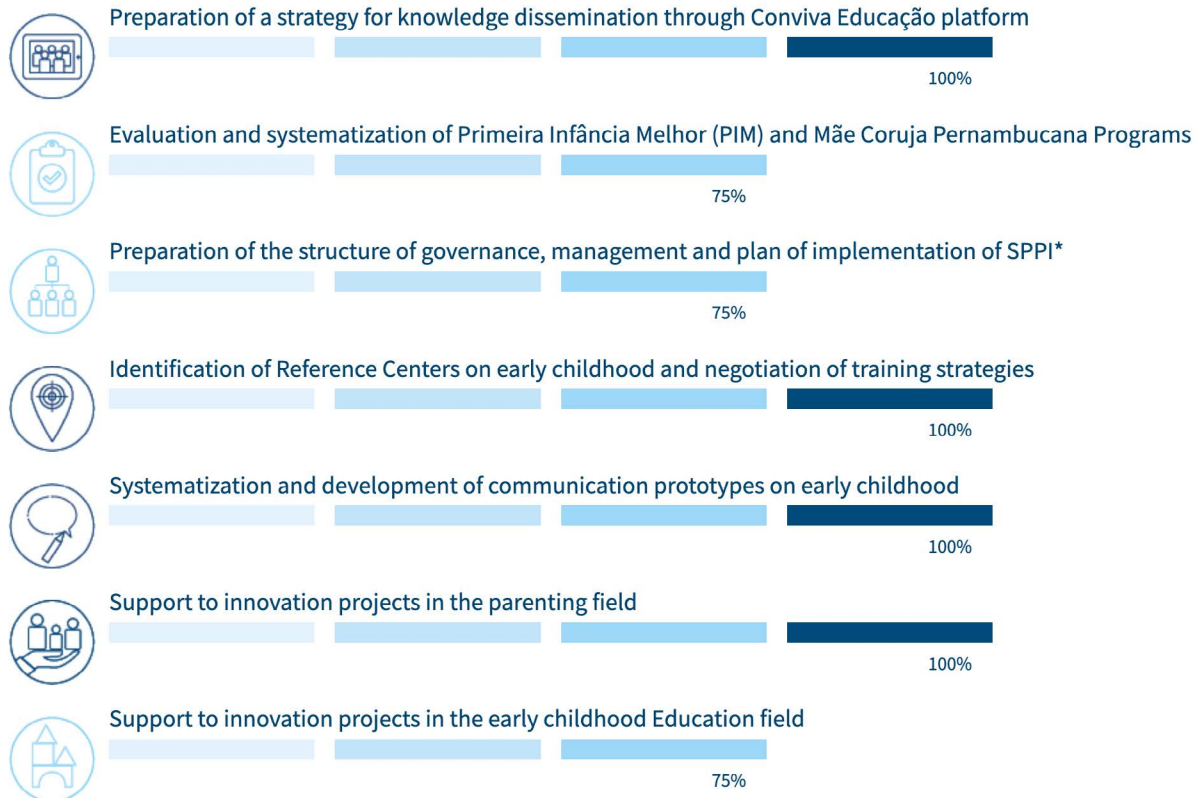 Preparation of a strategy for knowledge dissemination through Conviva Educação platform
100%
Evaluation and systematization of Primeira Infância Melhor (PIM) and Mãe Coruja Pernambucana Programs
75%
Preparation of the structure of governance, management and plan of implementation of SPPI*
75%
Identification of Reference Centers on early childhood and negotiation of training strategies
100%
Systematization and development of communication prototypes on early childhood
100%
Support to innovation projects in the parenting field
100%
Support to innovation projects in the early childhood Education field
75%